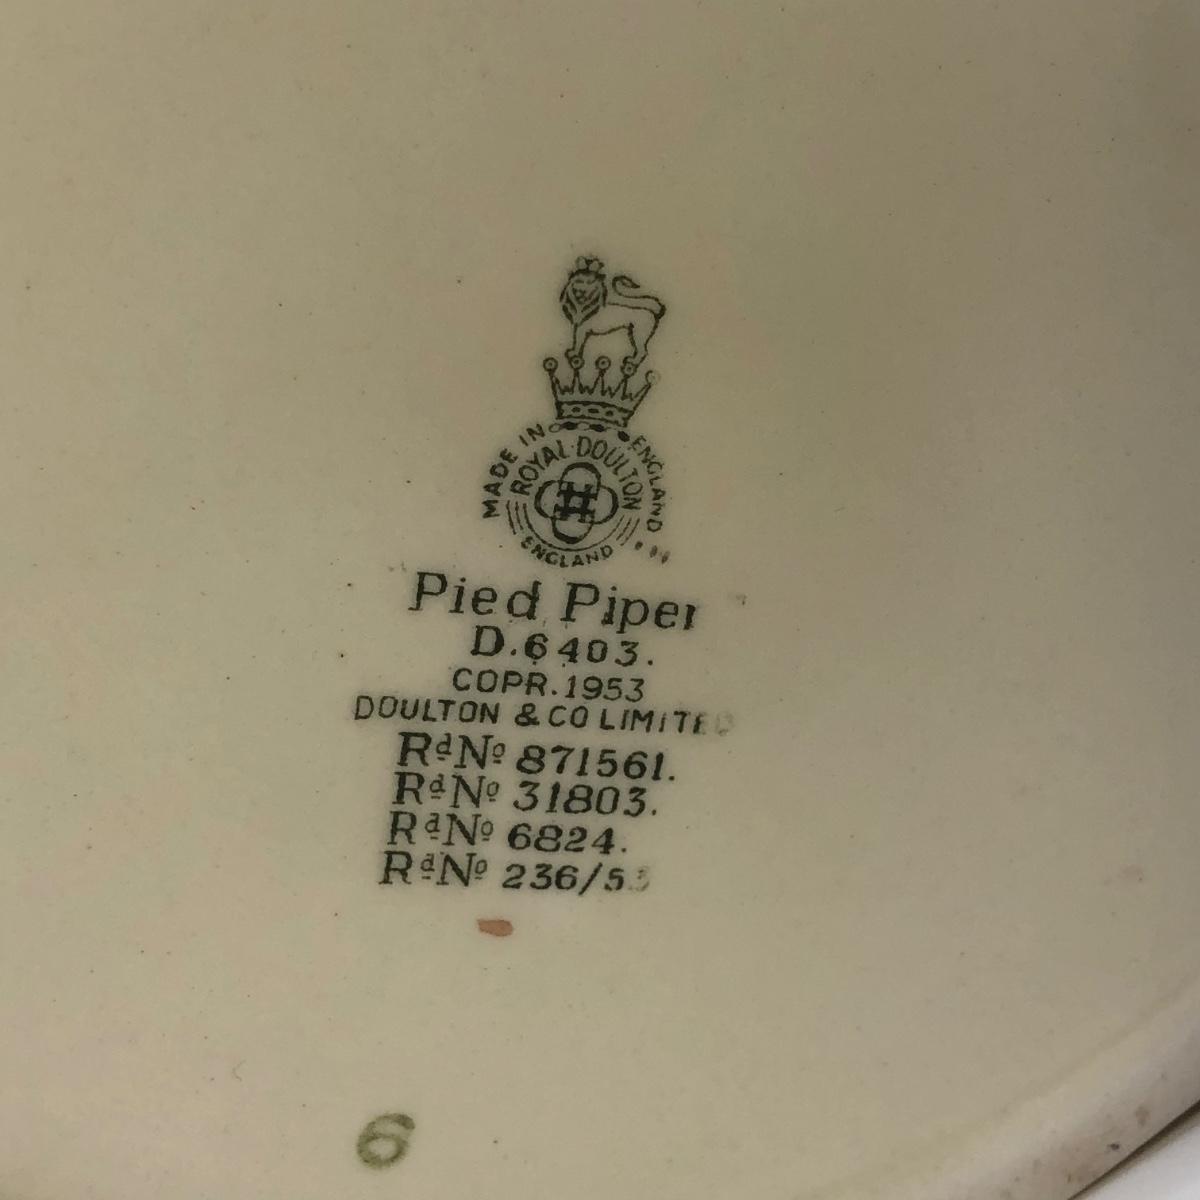 MADE IN ENGLAND
ROYAL·DOULTON
ENGLAND
Pied Piper
D.6403.
COPR.1953
DOULTON & CO LIMITED
RdNo 871561.
RdNo 31803.
RdNo 6824.
RdNo 236/53
6